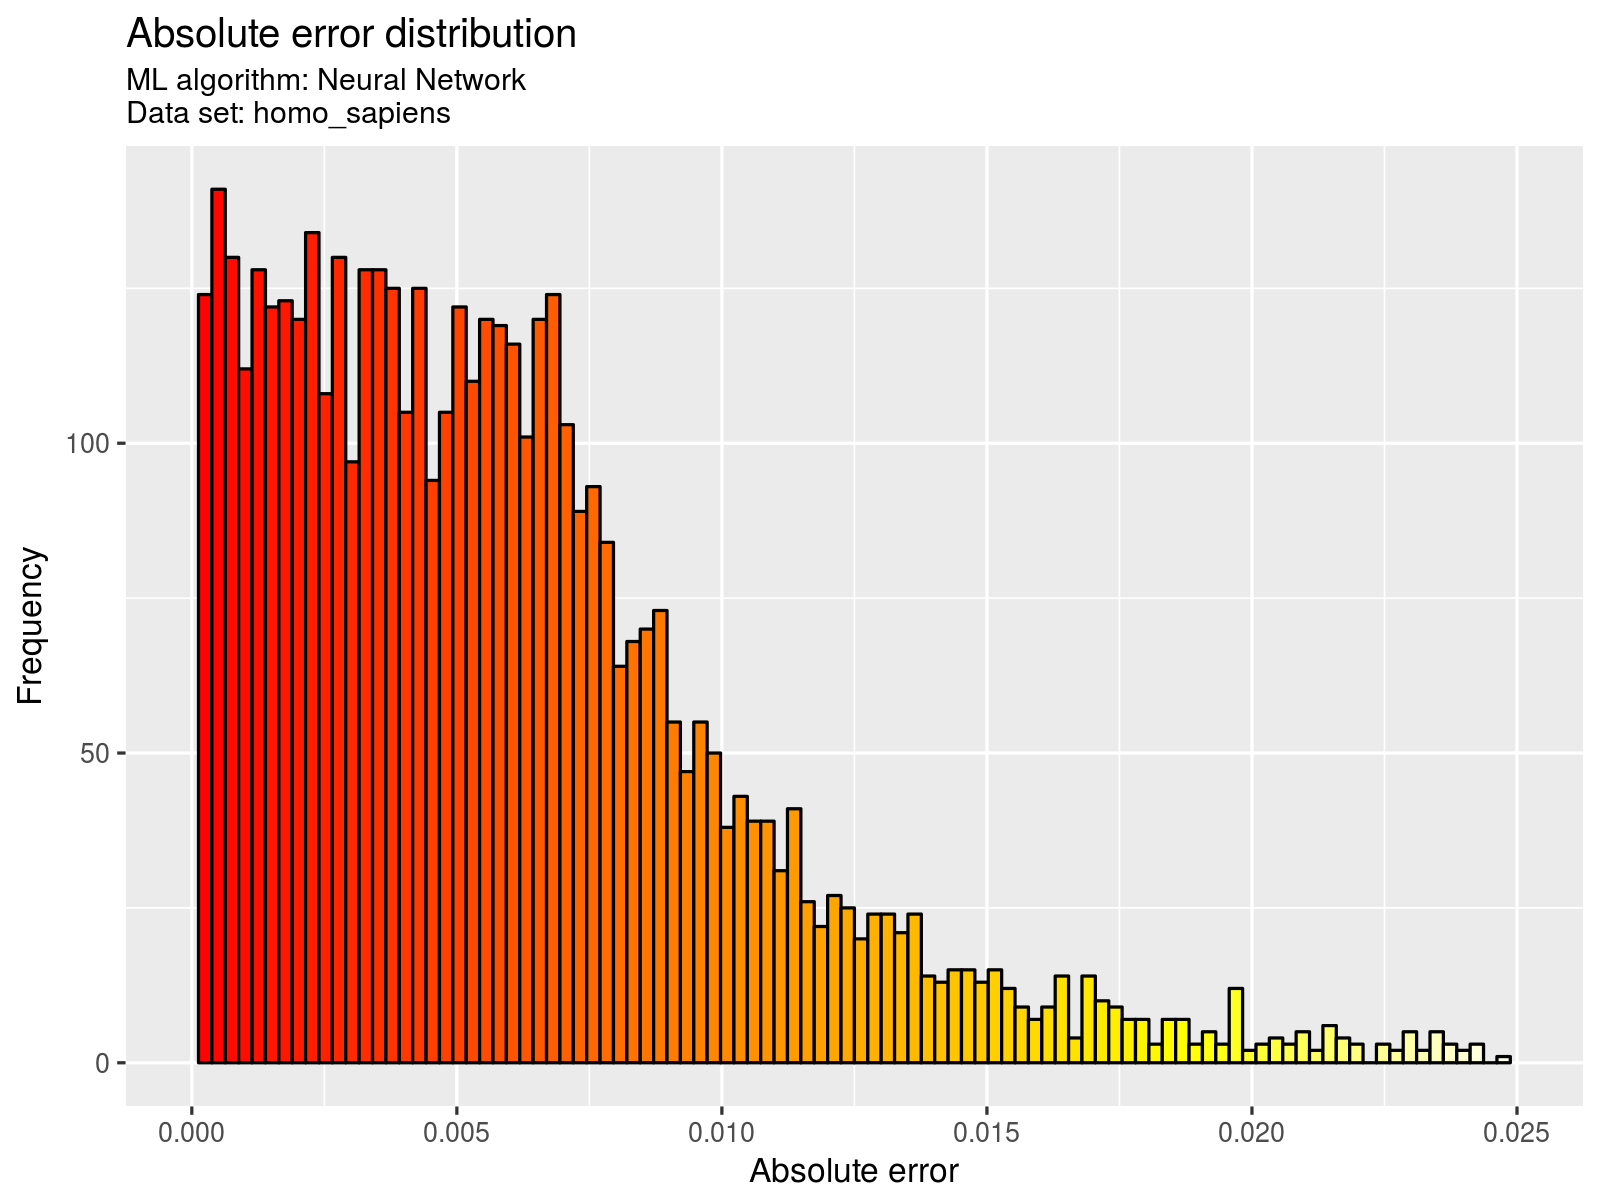 Absolute error distribution
ML algorithm: Neural Network
Data set: homo_sapiens
Frequency
100
50
0
0.000 0.005 0.010 0.015 0.020 0.025
Absolute error